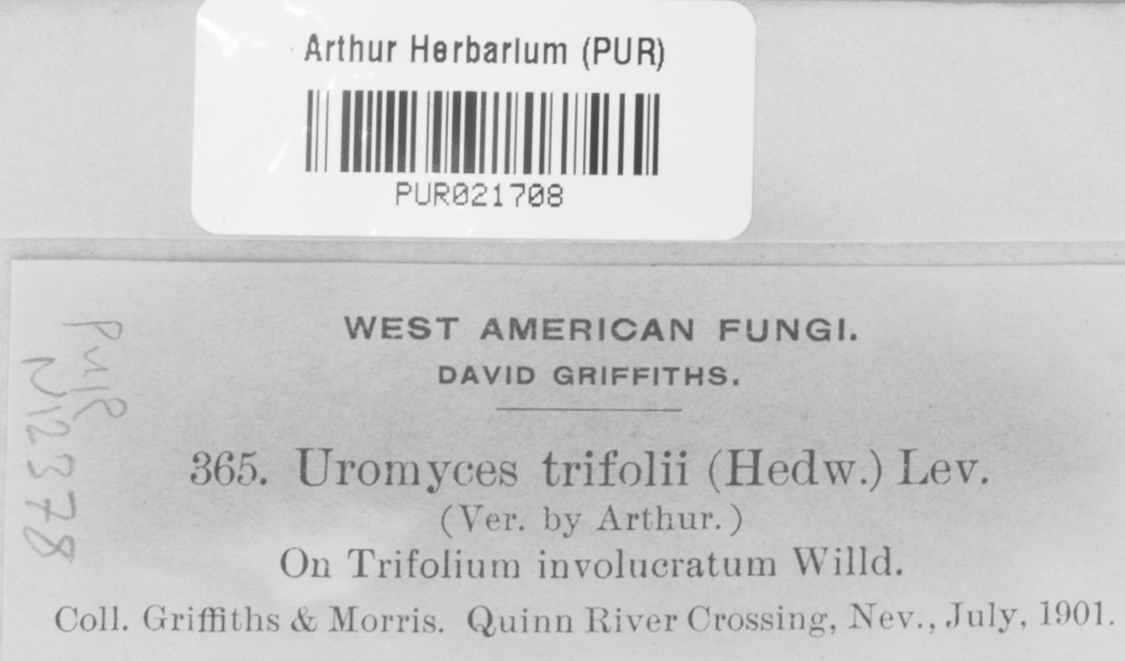 Arthur Herbarium (PUR)
PUR021708
WEST AMERICAN FUNGI.
DAVID GRIFFITHS.
365. Uromyces trifolii (Hedw.) Lev.
(Ver. by Arthur.)
On Trifolium involucratum Willd.
Coll. Griffiths & Morris. Quinn River Crossing, Nev., July, 1901.
N12378